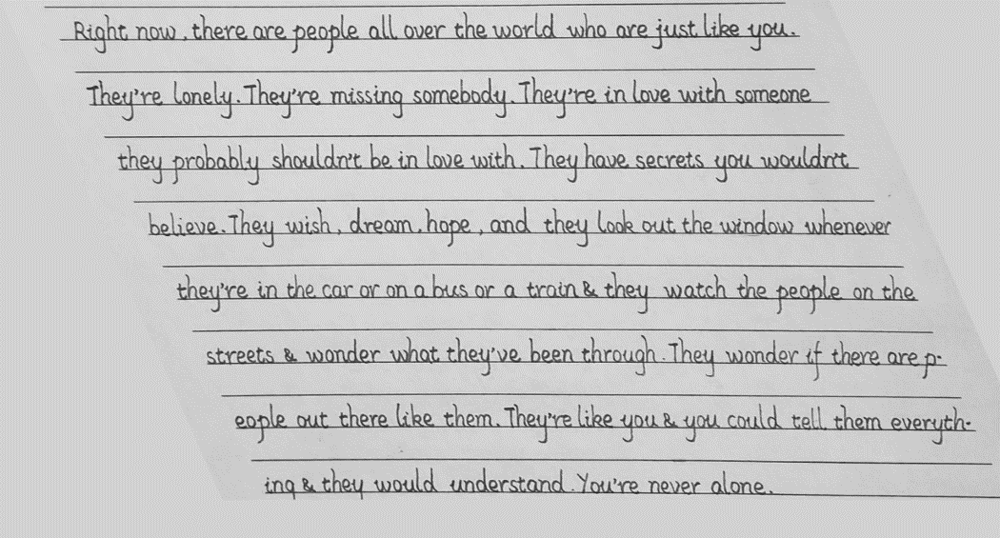 Right now, there are people all over the world who are just like you.
They're lonely. They're missing somebody. They're in love with someone
they probably shouldn't be in love with. They have secrets you wouldn't
believe. They wish, dream, hope, and they look out the window whenever
they're in the car or on a bus or a train & they watch the people on the
streets & wonder what they've been through. They wonder if there are p-
eople out there like them. They're like you & you could tell them everyth-
ing & they would understand. You're never alone.